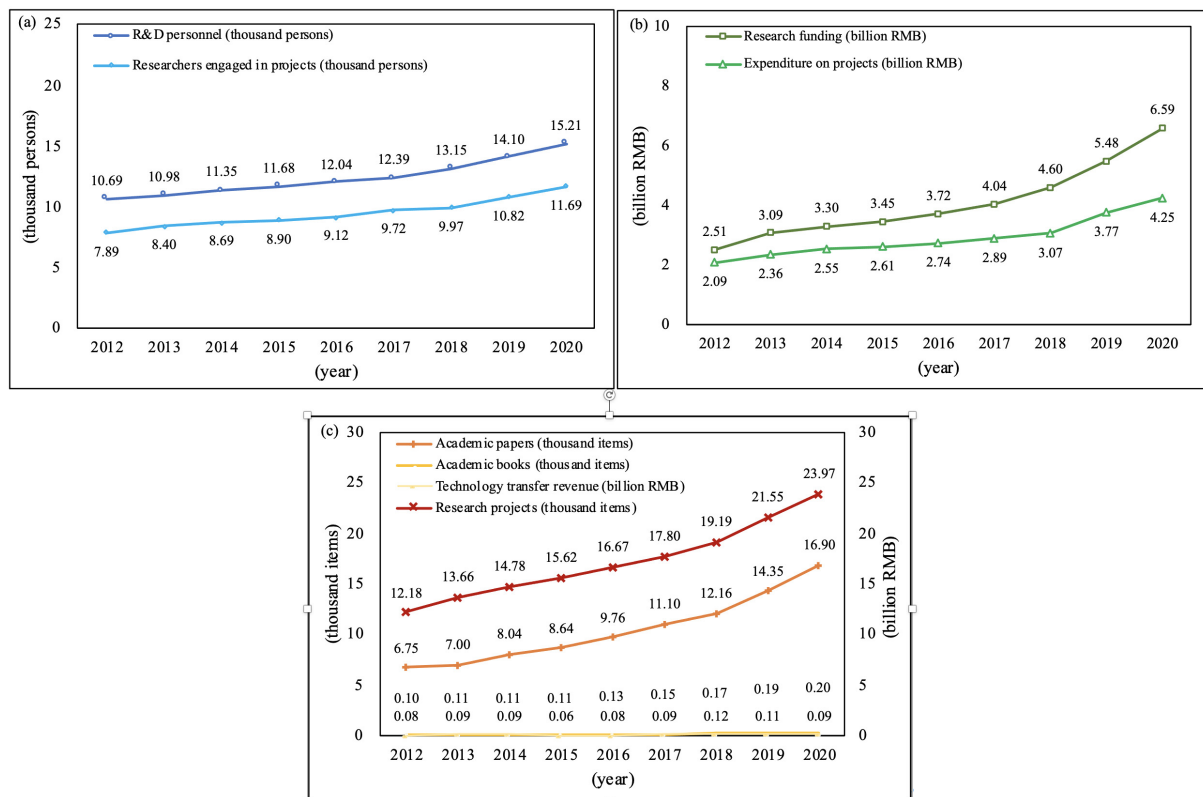 (a)
25
20
15
10
5
0
(thousand persons)
R&D personnel (thousand persons)
Researchers engaged in projects (thousand persons)
10.69 10.98 11.35 11.68 12.04 12.39 13.15 14.10 15.21
7.89 8.40 8.69 8.90 9.12 9.72 9.97 10.82 11.69
2012 2013 2014 2015 2016 2017 2018 2019 2020
(year)
(b)
10
8
6
4
2
0
(billion RMB)
Research funding (billion RMB)
Expenditure on projects (billion RMB)
2.51 3.09 3.30 3.45 3.72 4.04 4.60 5.48 6.59
2.09 2.36 2.55 2.61 2.74 2.89 3.07 3.77 4.25
2012 2013 2014 2015 2016 2017 2018 2019 2020
(year)
(c)
30
25
20
15
10
5
0
(thousand items)
Academic papers (thousand items)
Academic books (thousand items)
Technology transfer revenue (billion RMB)
Research projects (thousand items)
12.18 13.66 14.78 15.62 16.67 17.80 19.19 21.55 23.97
6.75 7.00 8.04 8.64 9.76 11.10 12.16 14.35 16.90
0.10 0.11 0.11 0.11 0.13 0.15 0.17 0.19 0.20
0.08 0.09 0.09 0.06 0.08 0.09 0.12 0.11 0.09
30
25
20
15
10
5
0
(billion RMB)
2012 2013 2014 2015 2016 2017 2018 2019 2020
(year)